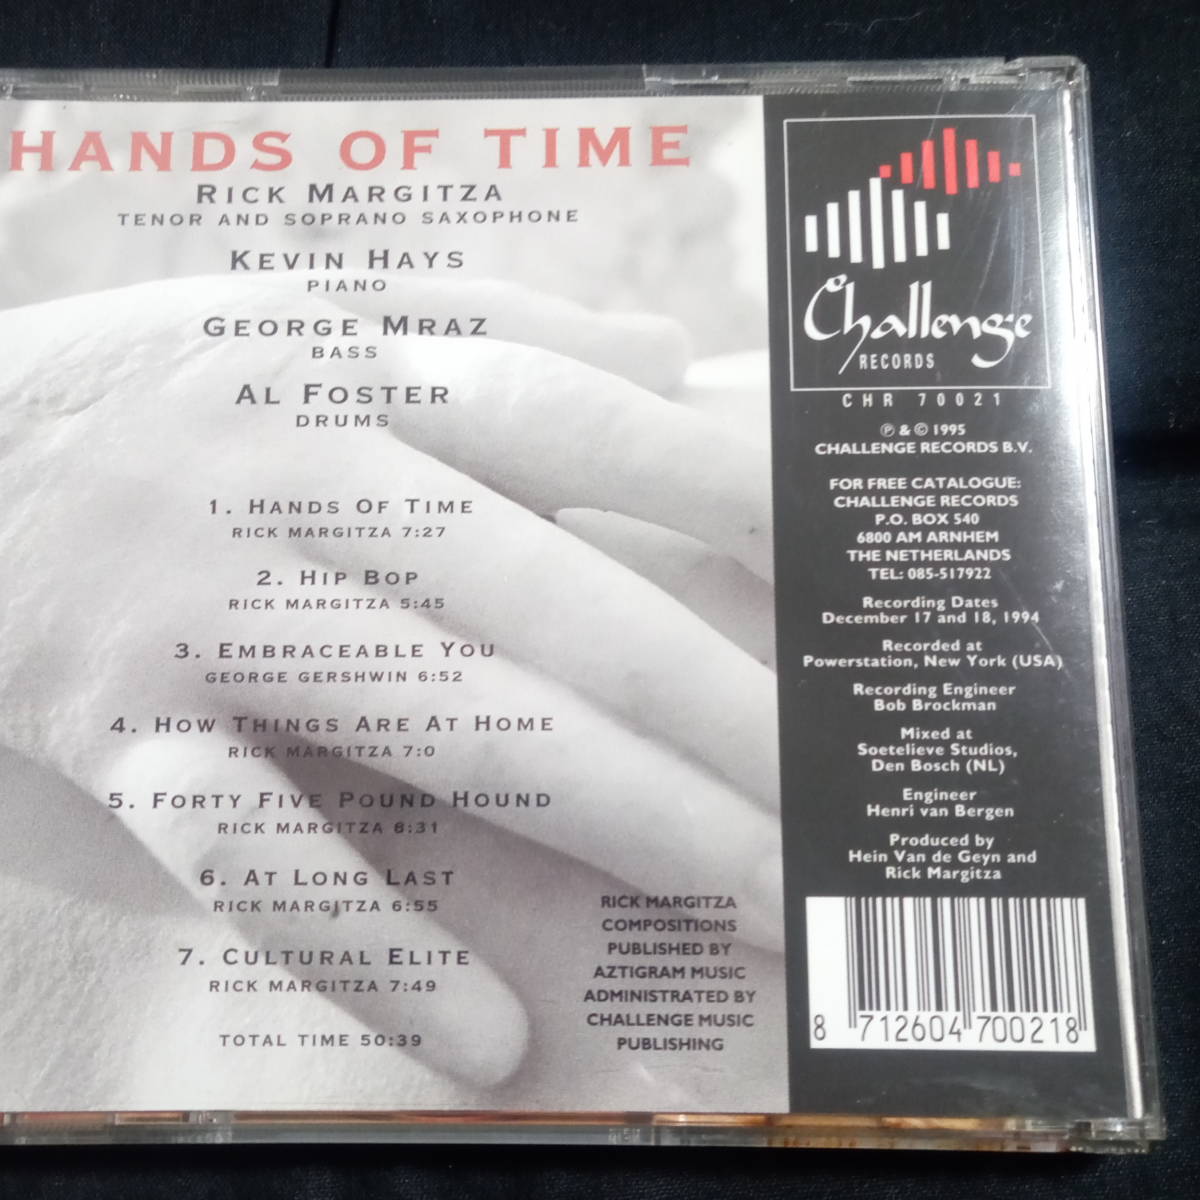 HANDS OF TIME
RICK MARGITZA
TENOR AND SOPRANO SAXOPHONE
KEVIN HAYS
PIANO
GEORGE MRAZ
BASS
AL FOSTER
DRUMS
1. HANDS OF TIME
RICK MARGITZA 7:27
2. HIP BOP
RICK MARGITZA 5:45
3. EMBRACEABLE YOU
GEORGE GERSHWIN 6:52
4. HOW THINGS ARE AT HOME
RICK MARGITZA 7:0
5. FORTY FIVE POUND HOUND
RICK MARGITZA 8:31
6. AT LONG LAST
RICK MARGITZA 6:55
7. CULTURAL ELITE
RICK MARGITZA 7:49
TOTAL TIME 50:39
RICK MARGITZA
COMPOSITIONS
PUBLISHED BY
AZTIGRAM MUSIC
ADMINISTRATED BY
CHALLENGE MUSIC
PUBLISHING
Challenge
RECORDS
CHR 70021
℗ & © 1995
CHALLENGE RECORDS B.V.
FOR FREE CATALOGUE:
CHALLENGE RECORDS
P.O. BOX 540
6800 AM ARNHEM
THE NETHERLANDS
TEL: 085-517922
Recording Dates
December 17 and 18, 1994
Recorded at
Powerstation, New York (USA)
Recording Engineer
Bob Brockman
Mixed at
Soetelieve Studios,
Den Bosch (NL)
Engineer
Henri van Bergen
Produced by
Hein Van de Geyn and
Rick Margitza
8 712604 700218